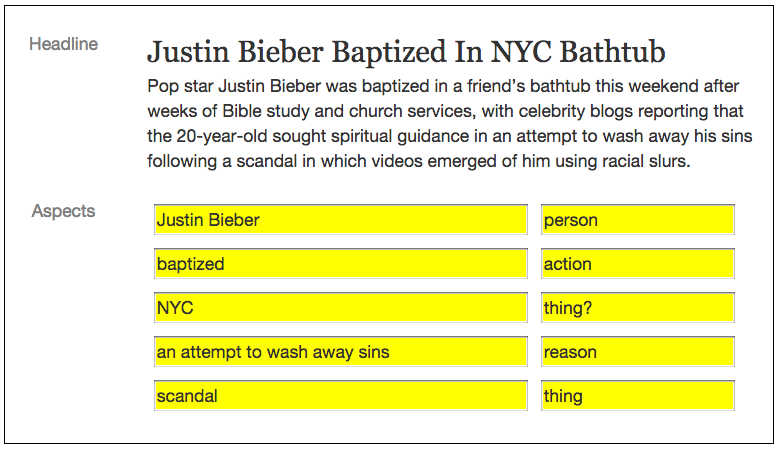 Headline
Justin Bieber Baptized In NYC Bathtub
Pop star Justin Bieber was baptized in a friend’s bathtub this weekend after
weeks of Bible study and church services, with celebrity blogs reporting that
the 20-year-old sought spiritual guidance in an attempt to wash away his sins
following a scandal in which videos emerged of him using racial slurs.
Aspects
Justin Bieber person
baptized action
NYC thing?
an attempt to wash away sins reason
scandal thing